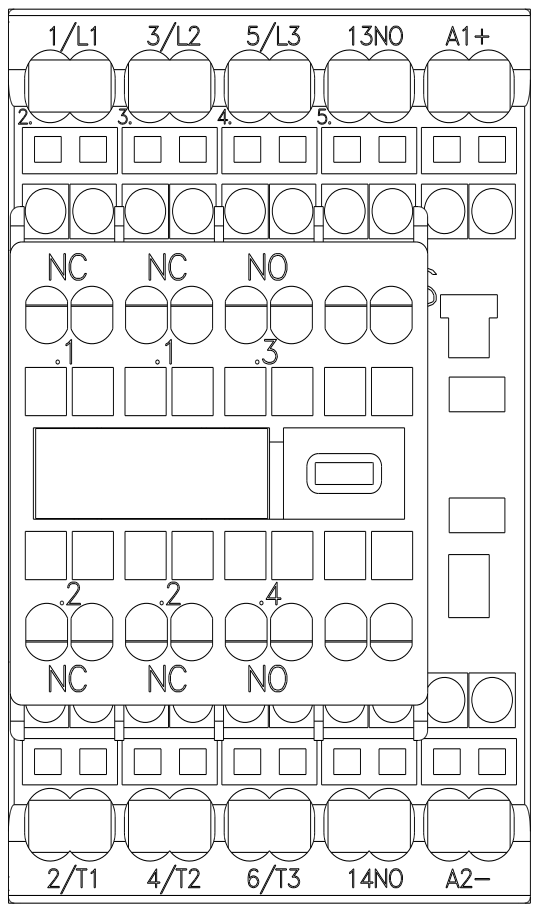 1/L1 3/L2 5/L3 13NO A1+
2. 3. 4. 5.
NC NC NO
.1 .1 .3
.2 .2 .4
NC NC NO
2/T1 4/T2 6/T3 14NO A2−